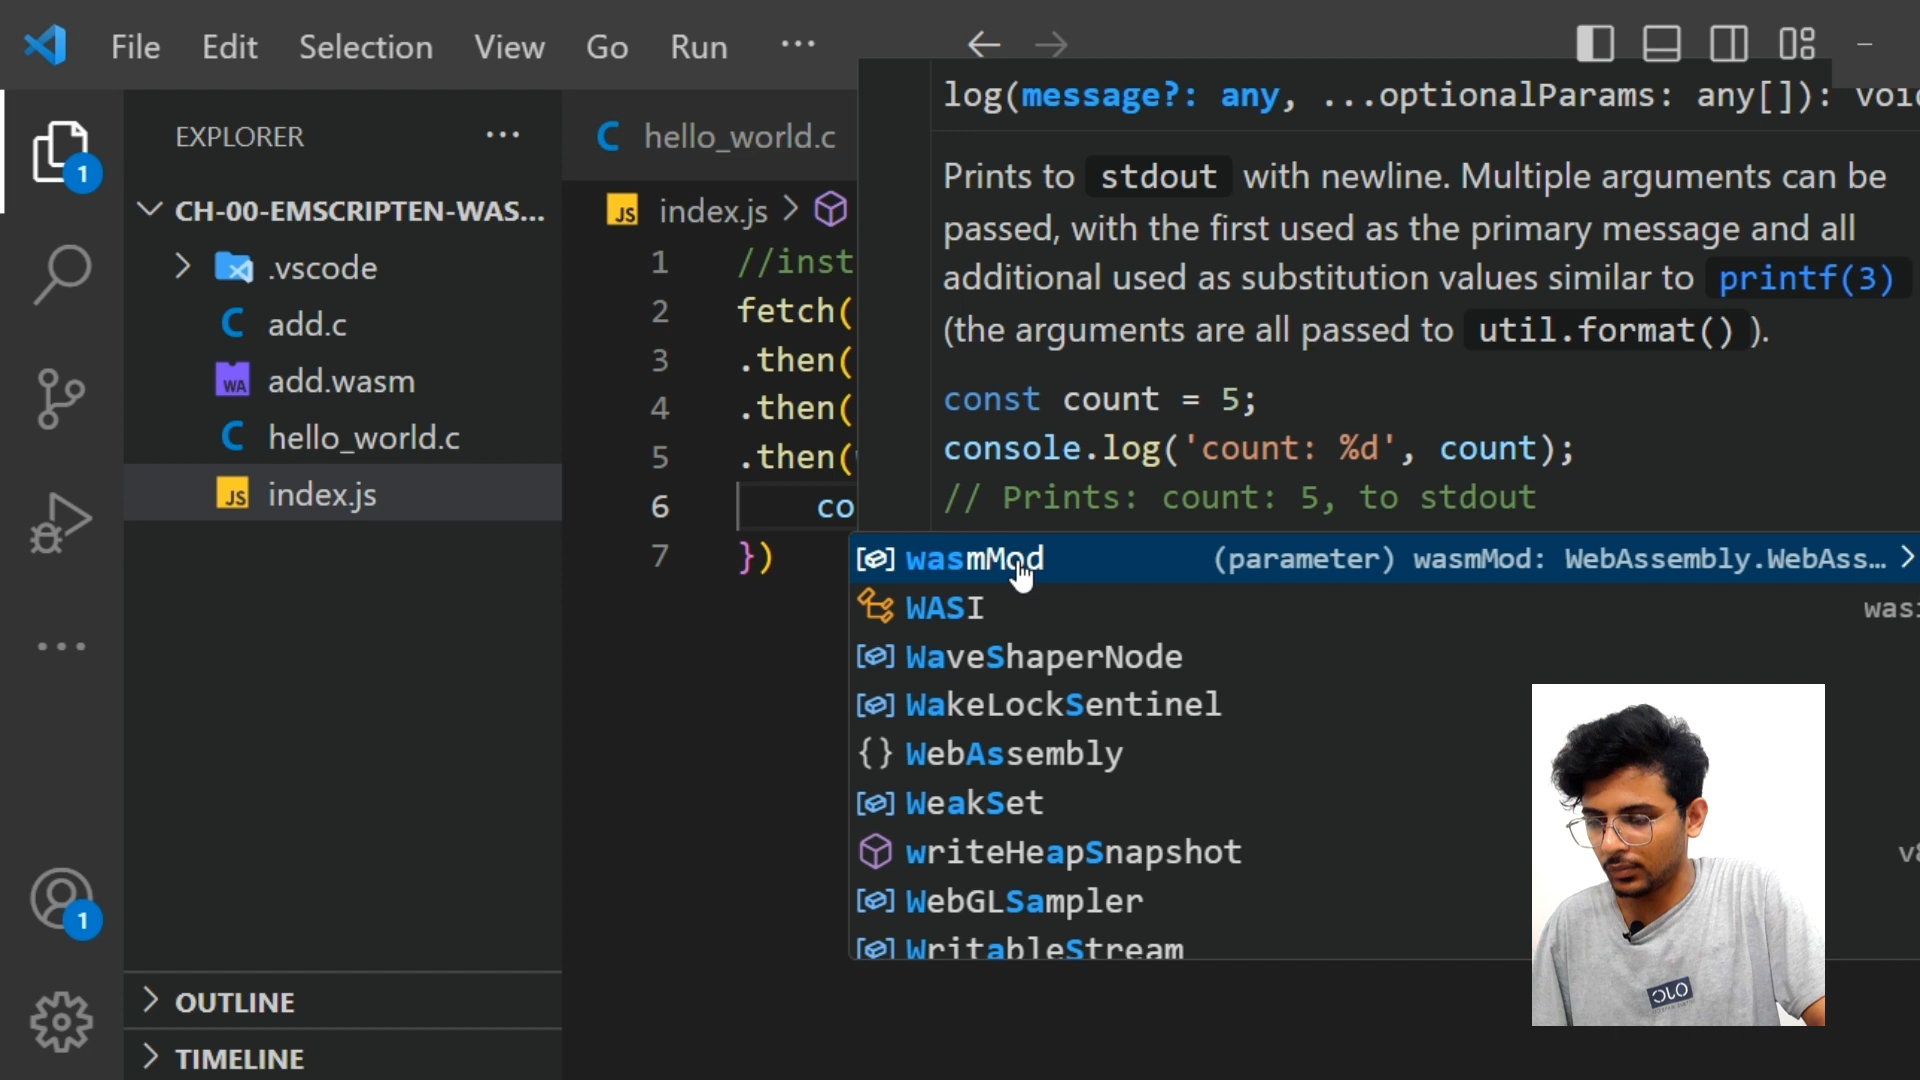 File Edit Selection View Go Run ···
EXPLORER ···
1
CH-00-EMSCRIPTEN-WAS...
.vscode
C add.c
WA add.wasm
C hello_world.c
JS index.js
OUTLINE
TIMELINE
1
C hello_world.c
JS index.js >
1 //inst
2 fetch(
3 .then(
4 .then(
5 .then(
6 co
7 })
log(message?: any, ...optionalParams: any[]): void
Prints to stdout with newline. Multiple arguments can be
passed, with the first used as the primary message and all
additional used as substitution values similar to printf(3)
(the arguments are all passed to util.format() ).
const count = 5;
console.log('count: %d', count);
// Prints: count: 5, to stdout
wasmMod (parameter) wasmMod: WebAssembly.WebAss... >
WASI
WaveShaperNode
WakeLockSentinel
{} WebAssembly
WeakSet
writeHeapSnapshot
WebGLSampler
WritableStream
OLO